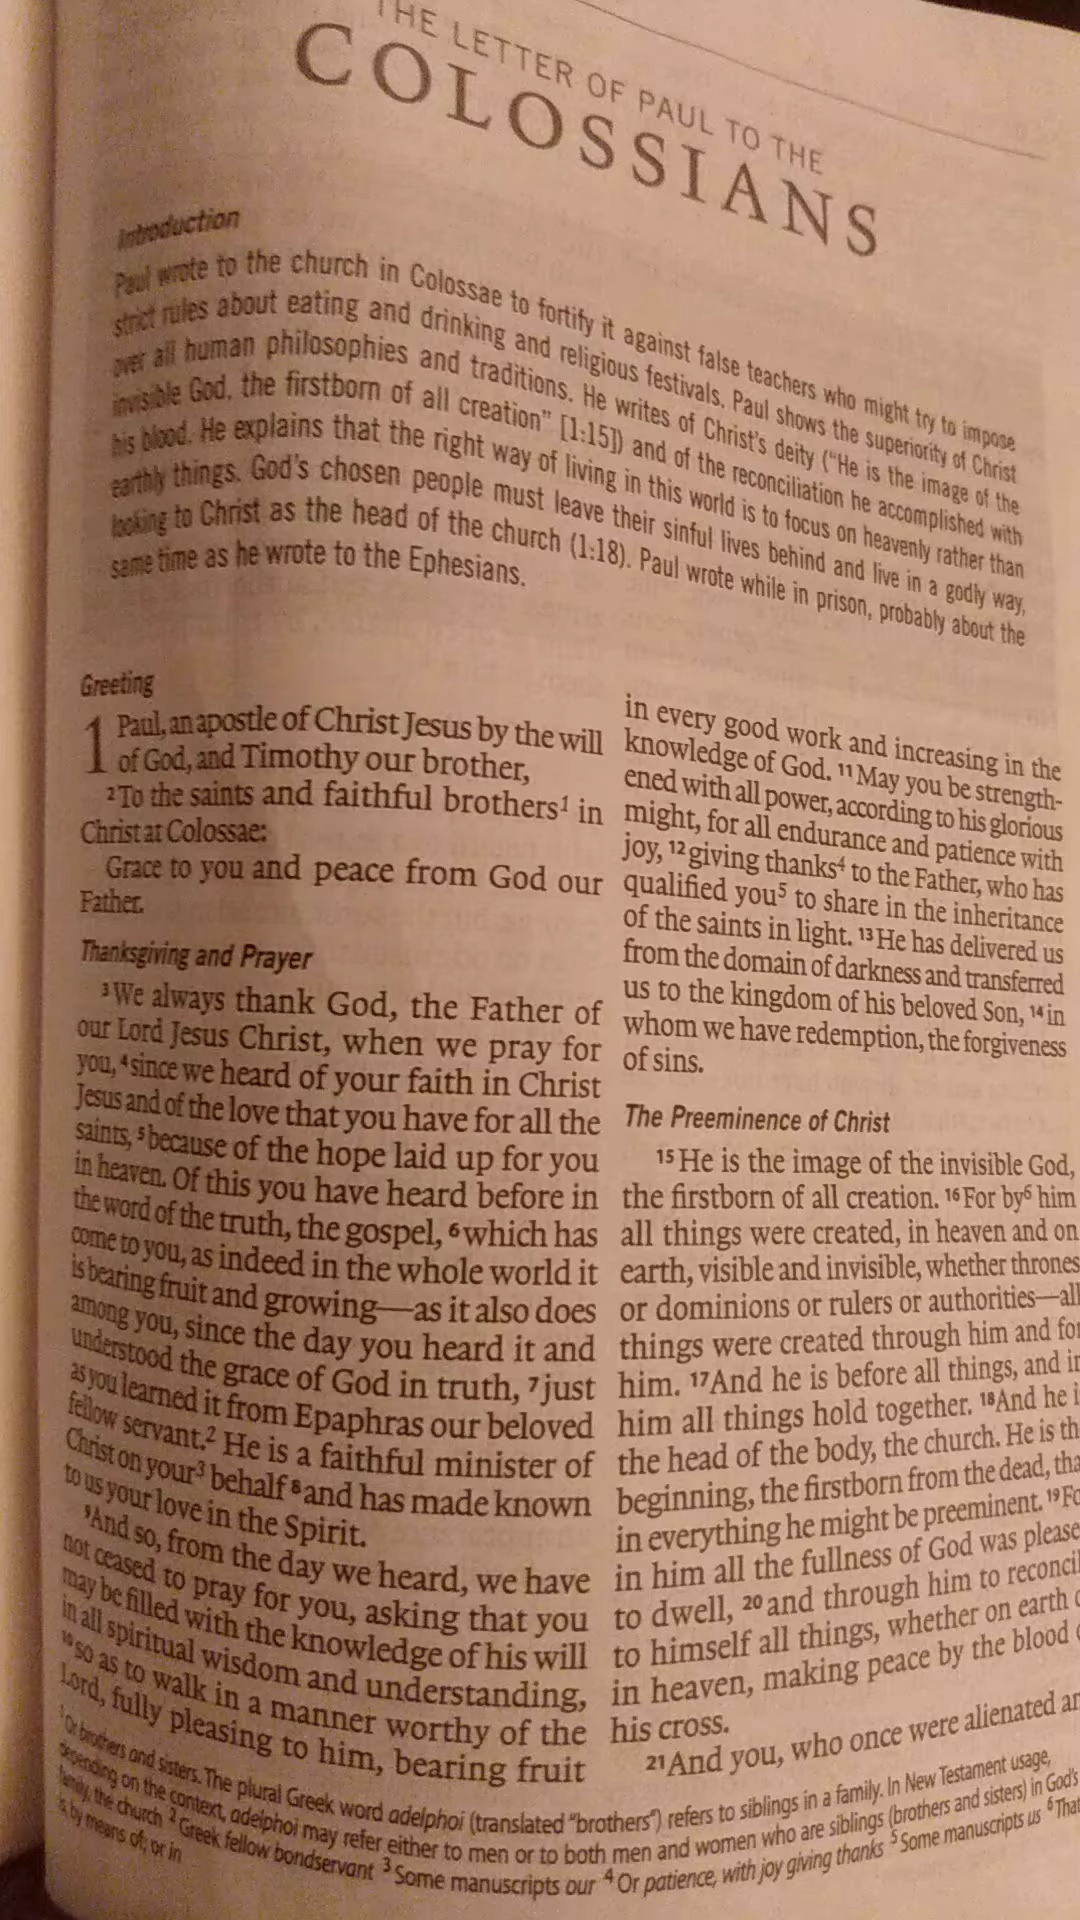 THE LETTER OF PAUL TO THE
COLOSSIANS
Introduction
Paul wrote to the church in Colossae to fortify it against false teachers who might try to impose
strict rules about eating and drinking and religious festivals. Paul shows the superiority of Christ
over all human philosophies and traditions. He writes of Christ's deity ("He is the image of the
invisible God, the firstborn of all creation" [1:15]) and of the reconciliation he accomplished with
his blood. He explains that the right way of living in this world is to focus on heavenly rather than
earthly things. God's chosen people must leave their sinful lives behind and live in a godly way,
looking to Christ as the head of the church (1:18). Paul wrote while in prison, probably about the
same time as he wrote to the Ephesians.
Greeting
1 Paul, an apostle of Christ Jesus by the will
of God, and Timothy our brother,
2 To the saints and faithful brothers1 in
Christ at Colossae:
Grace to you and peace from God our
Father.
Thanksgiving and Prayer
3 We always thank God, the Father of
our Lord Jesus Christ, when we pray for
you, 4 since we heard of your faith in Christ
Jesus and of the love that you have for all the
saints, 5 because of the hope laid up for you
in heaven. Of this you have heard before in
the word of the truth, the gospel, 6 which has
come to you, as indeed in the whole world it
is bearing fruit and growing—as it also does
among you, since the day you heard it and
understood the grace of God in truth, 7 just
as you learned it from Epaphras our beloved
fellow servant.2 He is a faithful minister of
Christ on your3 behalf 8 and has made known
to us your love in the Spirit.
9 And so, from the day we heard, we have
not ceased to pray for you, asking that you
may be filled with the knowledge of his will
in all spiritual wisdom and understanding,
10 so as to walk in a manner worthy of the
Lord, fully pleasing to him, bearing fruit
in every good work and increasing in the
knowledge of God. 11 May you be strength-
ened with all power, according to his glorious
might, for all endurance and patience with
joy, 12 giving thanks4 to the Father, who has
qualified you5 to share in the inheritance
of the saints in light. 13 He has delivered us
from the domain of darkness and transferred
us to the kingdom of his beloved Son, 14 in
whom we have redemption, the forgiveness
of sins.
The Preeminence of Christ
15 He is the image of the invisible God,
the firstborn of all creation. 16 For by6 him
all things were created, in heaven and on
earth, visible and invisible, whether thrones
or dominions or rulers or authorities—all
things were created through him and for
him. 17 And he is before all things, and in
him all things hold together. 18 And he i
the head of the body, the church. He is th
beginning, the firstborn from the dead, tha
in everything he might be preeminent. 19 Fo
in him all the fullness of God was please
to dwell, 20 and through him to reconcil
to himself all things, whether on earth o
in heaven, making peace by the blood o
his cross.
21 And you, who once were alienated an
1 Or brothers and sisters. The plural Greek word adelphoi (translated "brothers") refers to siblings in a family. In New Testament usage,
depending on the context, adelphoi may refer either to men or to both men and women who are siblings (brothers and sisters) in God's
family, the church 2 Greek fellow bondservant 3 Some manuscripts our 4 Or patience, with joy giving thanks 5 Some manuscripts us 6 That
is, by means of; or in